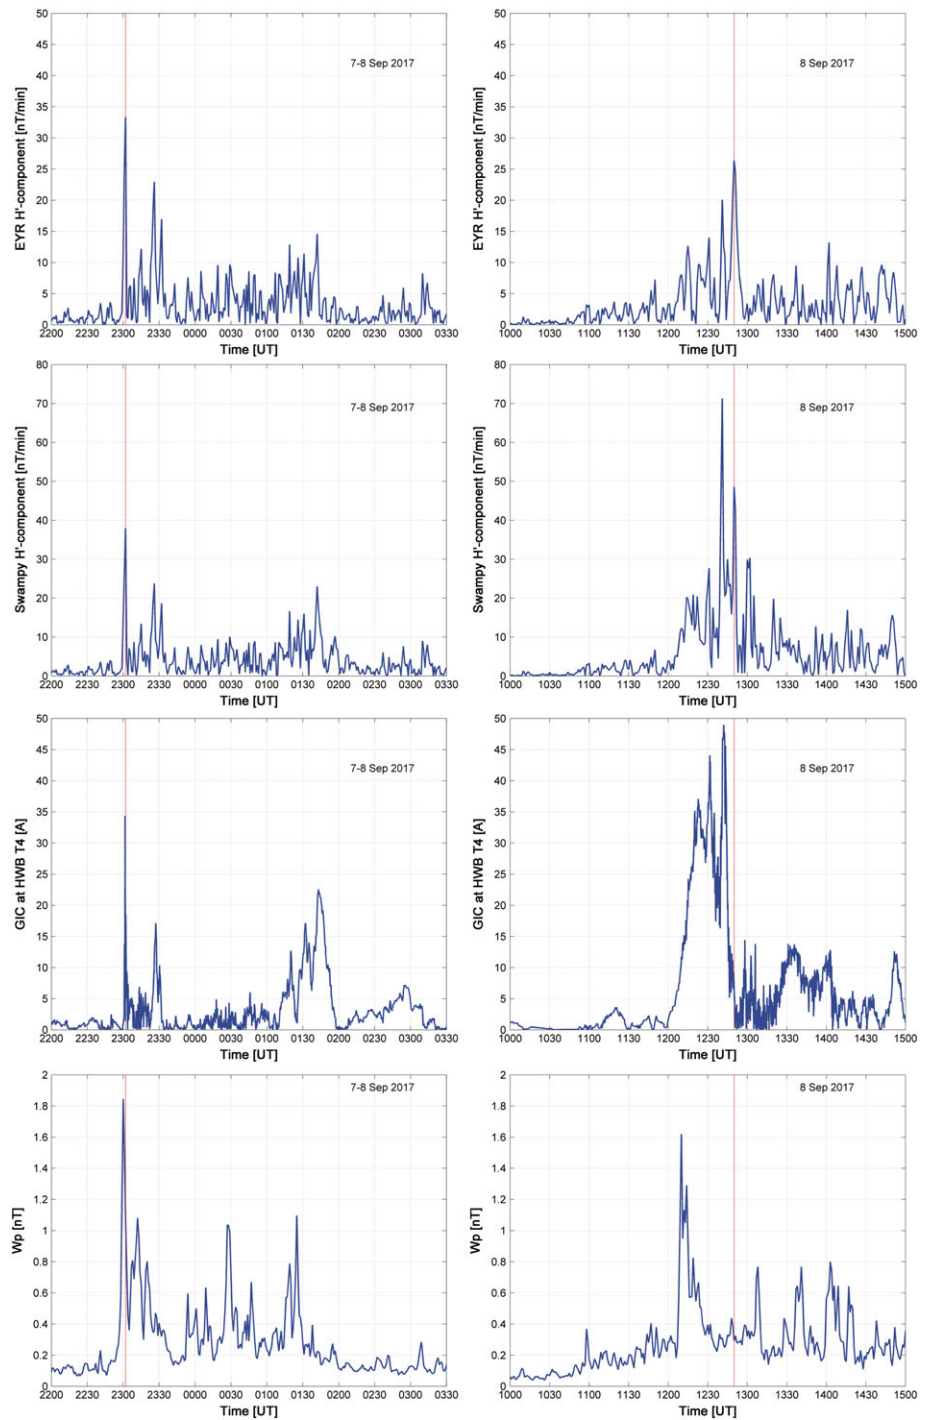 50
45
40
35
30
25
20
15
10
5
0
EYR H'-component [nT/min]
7-8 Sep 2017
2200 2230 2300 2330 0000 0030 0100 0130 0200 0230 0300 0330
Time [UT]
50
45
40
35
30
25
20
15
10
5
0
EYR H'-component [nT/min]
8 Sep 2017
1000 1030 1100 1130 1200 1230 1300 1330 1400 1430 1500
Time [UT]
80
70
60
50
40
30
20
10
0
Swampy H'-component [nT/min]
7-8 Sep 2017
2200 2230 2300 2330 0000 0030 0100 0130 0200 0230 0300 0330
Time [UT]
80
70
60
50
40
30
20
10
0
Swampy H'-component [nT/min]
8 Sep 2017
1000 1030 1100 1130 1200 1230 1300 1330 1400 1430 1500
Time [UT]
50
45
40
35
30
25
20
15
10
5
0
GIC at HWB T4 [A]
7-8 Sep 2017
2200 2230 2300 2330 0000 0030 0100 0130 0200 0230 0300 0330
Time [UT]
50
45
40
35
30
25
20
15
10
5
0
GIC at HWB T4 [A]
8 Sep 2017
1000 1030 1100 1130 1200 1230 1300 1330 1400 1430 1500
Time [UT]
2
1.8
1.6
1.4
1.2
1
0.8
0.6
0.4
0.2
0
Wp [nT]
7-8 Sep 2017
2200 2230 2300 2330 0000 0030 0100 0130 0200 0230 0300 0330
Time [UT]
2
1.8
1.6
1.4
1.2
1
0.8
0.6
0.4
0.2
0
Wp [nT]
8 Sep 2017
1000 1030 1100 1130 1200 1230 1300 1330 1400 1430 1500
Time [UT]